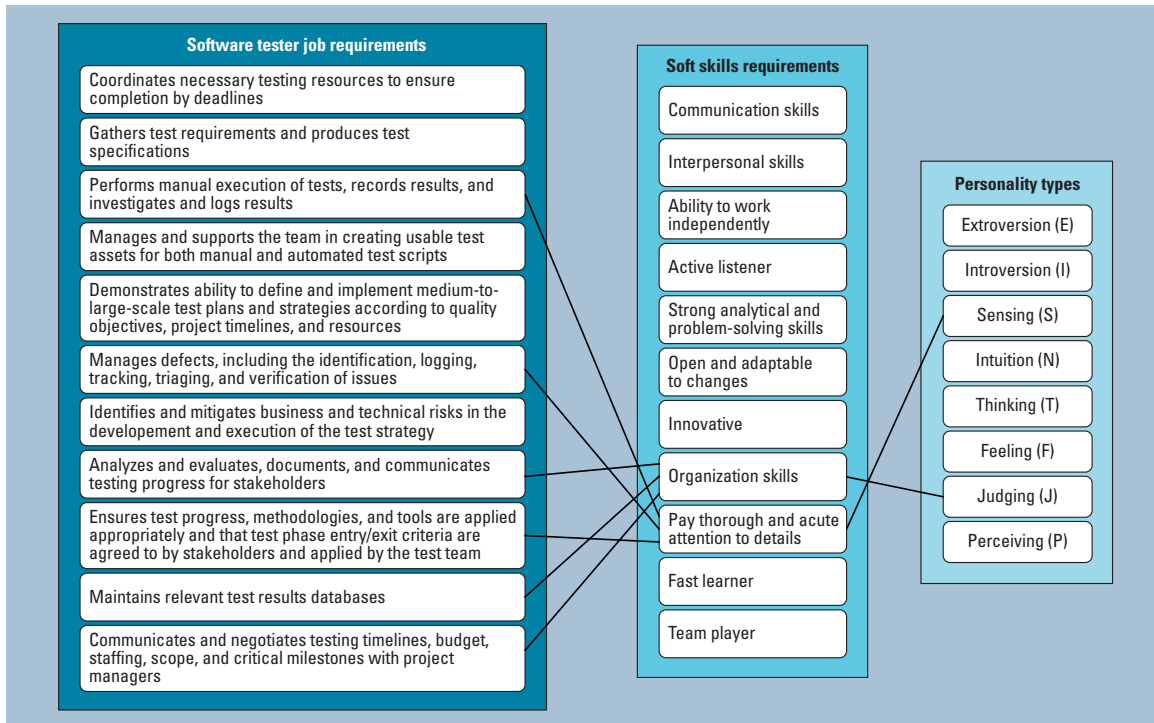 Software tester job requirements
Coordinates necessary testing resources to ensure
completion by deadlines
Gathers test requirements and produces test
specifications
Performs manual execution of tests, records results, and
investigates and logs results
Manages and supports the team in creating usable test
assets for both manual and automated test scripts
Demonstrates ability to define and implement medium-to-
large-scale test plans and strategies according to quality
objectives, project timelines, and resources
Manages defects, including the identification, logging,
tracking, triaging, and verification of issues
Identifies and mitigates business and technical risks in the
developement and execution of the test strategy
Analyzes and evaluates, documents, and communicates
testing progress for stakeholders
Ensures test progress, methodologies, and tools are applied
appropriately and that test phase entry/exit criteria are
agreed to by stakeholders and applied by the test team
Maintains relevant test results databases
Communicates and negotiates testing timelines, budget,
staffing, scope, and critical milestones with project
managers
Soft skills requirements
Communication skills
Interpersonal skills
Ability to work
independently
Active listener
Strong analytical and
problem-solving skills
Open and adaptable
to changes
Innovative
Organization skills
Pay thorough and acute
attention to details
Fast learner
Team player
Personality types
Extroversion (E)
Introversion (I)
Sensing (S)
Intuition (N)
Thinking (T)
Feeling (F)
Judging (J)
Perceiving (P)